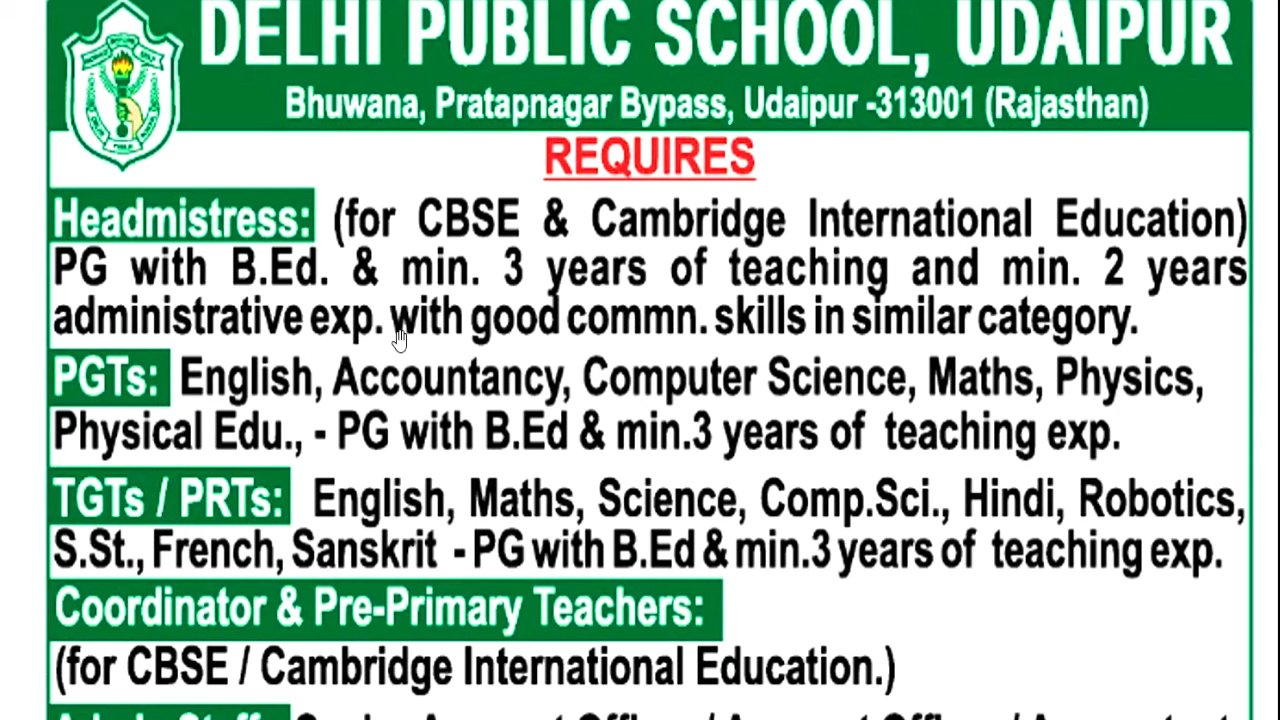 DELHI PUBLIC SCHOOL, UDAIPUR
Bhuwana, Pratapnagar Bypass, Udaipur -313001 (Rajasthan)
REQUIRES
Headmistress: (for CBSE & Cambridge International Education)
PG with B.Ed. & min. 3 years of teaching and min. 2 years
administrative exp. with good commn. skills in similar category.
PGTs: English, Accountancy, Computer Science, Maths, Physics,
Physical Edu., - PG with B.Ed & min.3 years of teaching exp.
TGTs / PRTs: English, Maths, Science, Comp.Sci., Hindi, Robotics,
S.St., French, Sanskrit - PG with B.Ed & min.3 years of teaching exp.
Coordinator & Pre-Primary Teachers:
(for CBSE / Cambridge International Education.)